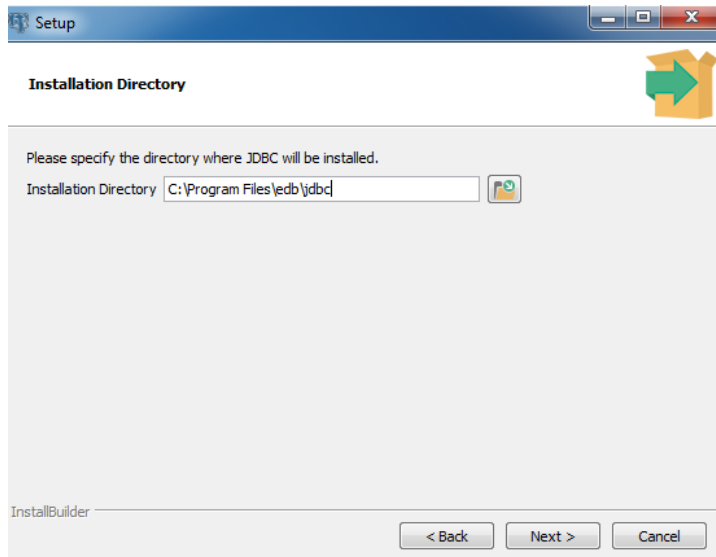 Setup
Installation Directory
Please specify the directory where JDBC will be installed.
Installation Directory C:\Program Files\edb\jdbc
InstallBuilder
< Back Next > Cancel